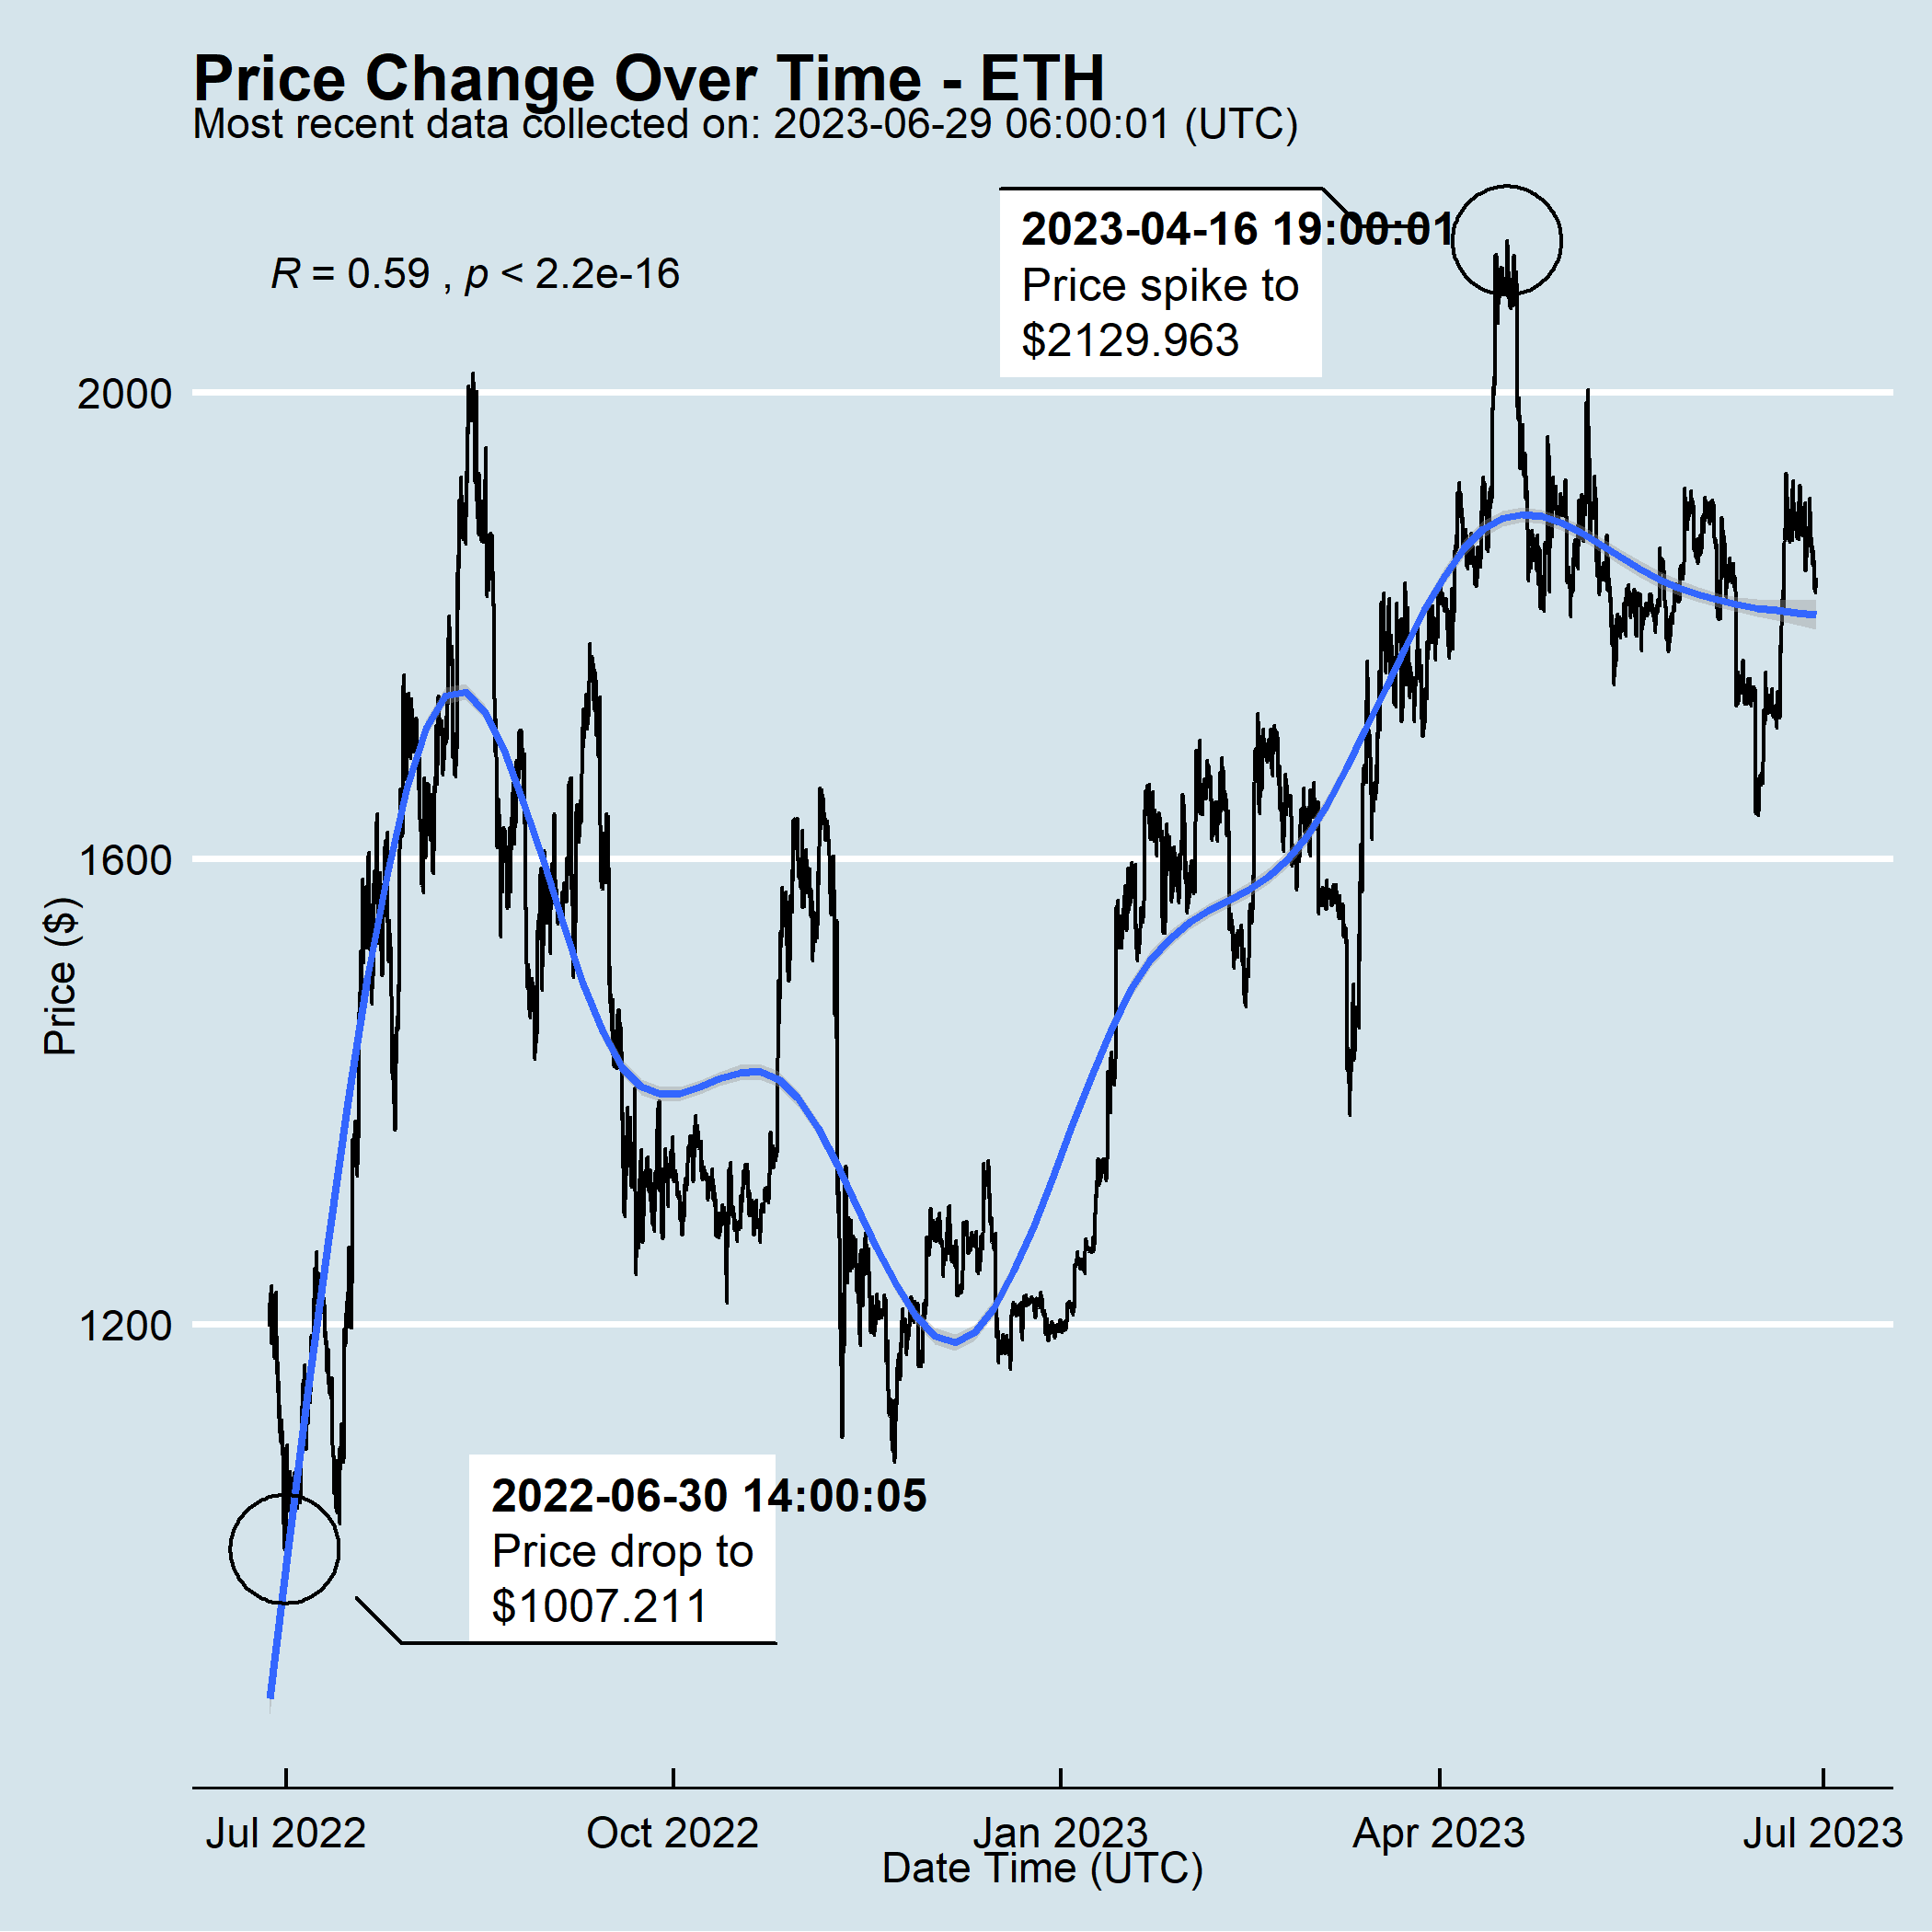 Price Change Over Time - ETH
Most recent data collected on: 2023-06-29 06:00:01 (UTC)
2023-04-16 19:00:01
Price spike to
$2129.963
R = 0.59 , p < 2.2e-16
2000
1600
1200
Price ($)
2022-06-30 14:00:05
Price drop to
$1007.211
Jul 2022 Oct 2022 Jan 2023 Apr 2023 Jul 2023
Date Time (UTC)